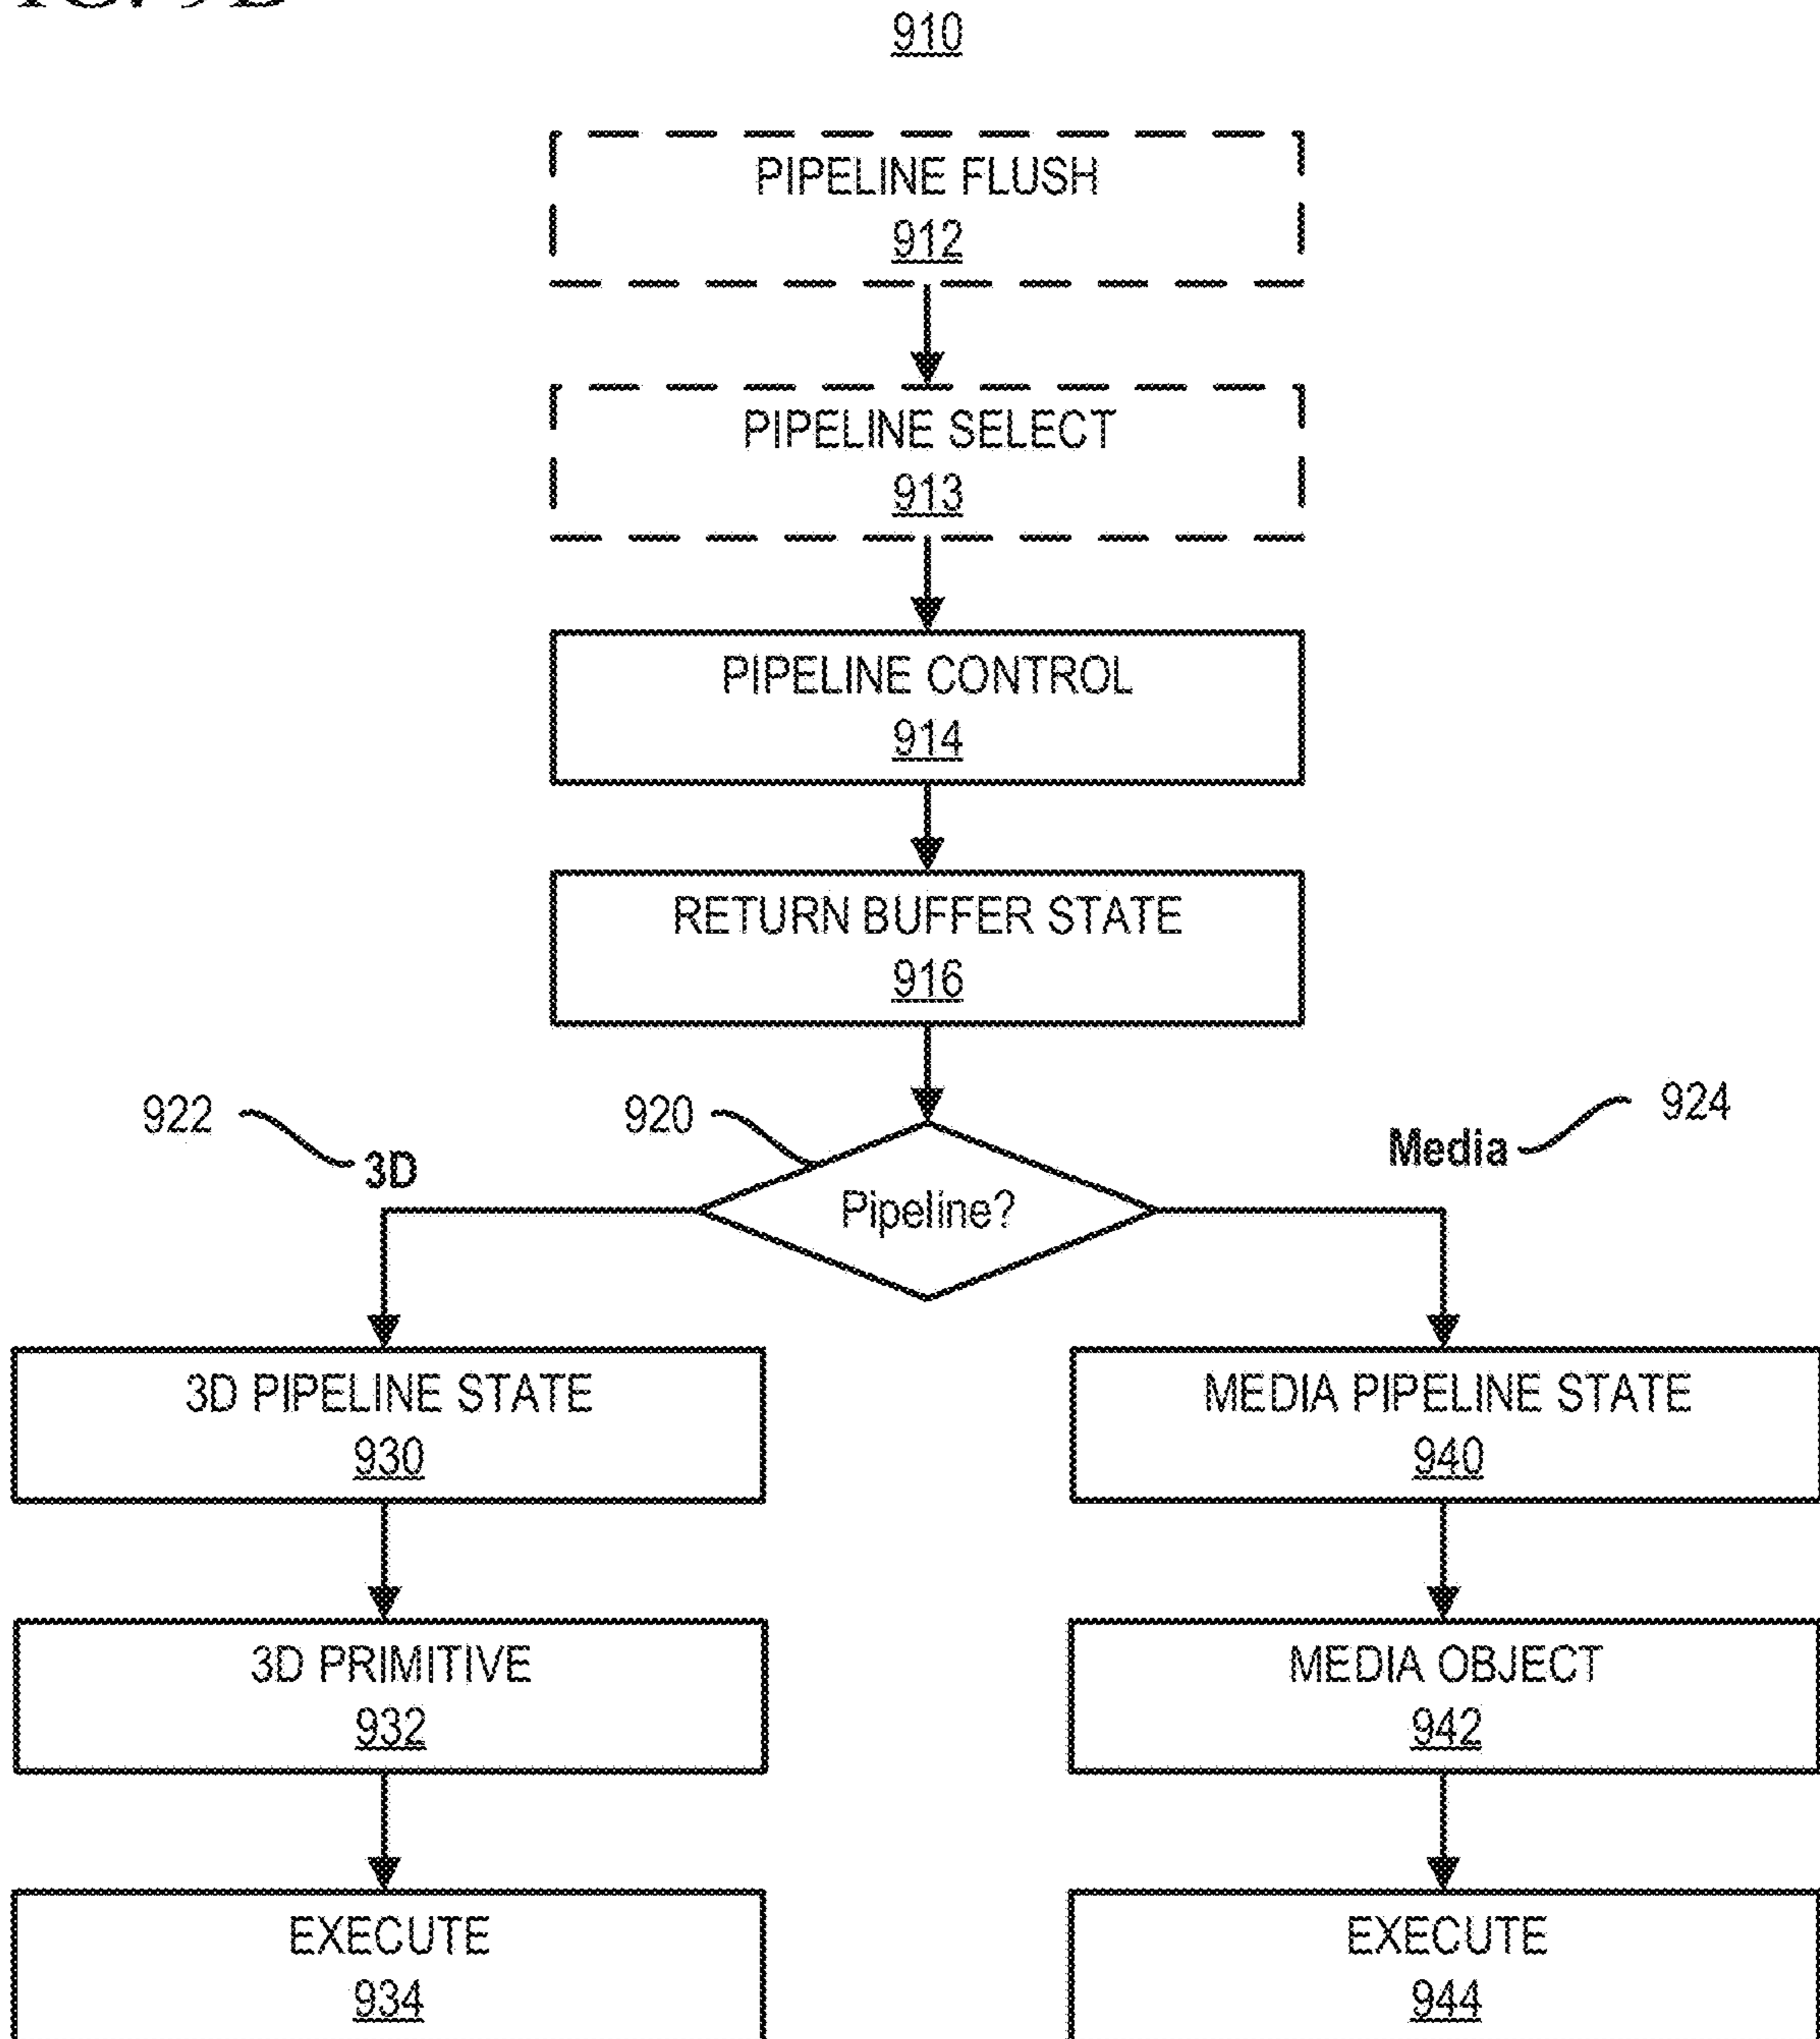 910
PIPELINE FLUSH
912
PIPELINE SELECT
913
PIPELINE CONTROL
914
RETURN BUFFER STATE
916
922
920
924
3D
Media
Pipeline?
3D PIPELINE STATE
930
MEDIA PIPELINE STATE
940
3D PRIMITIVE
932
MEDIA OBJECT
942
EXECUTE
934
EXECUTE
944